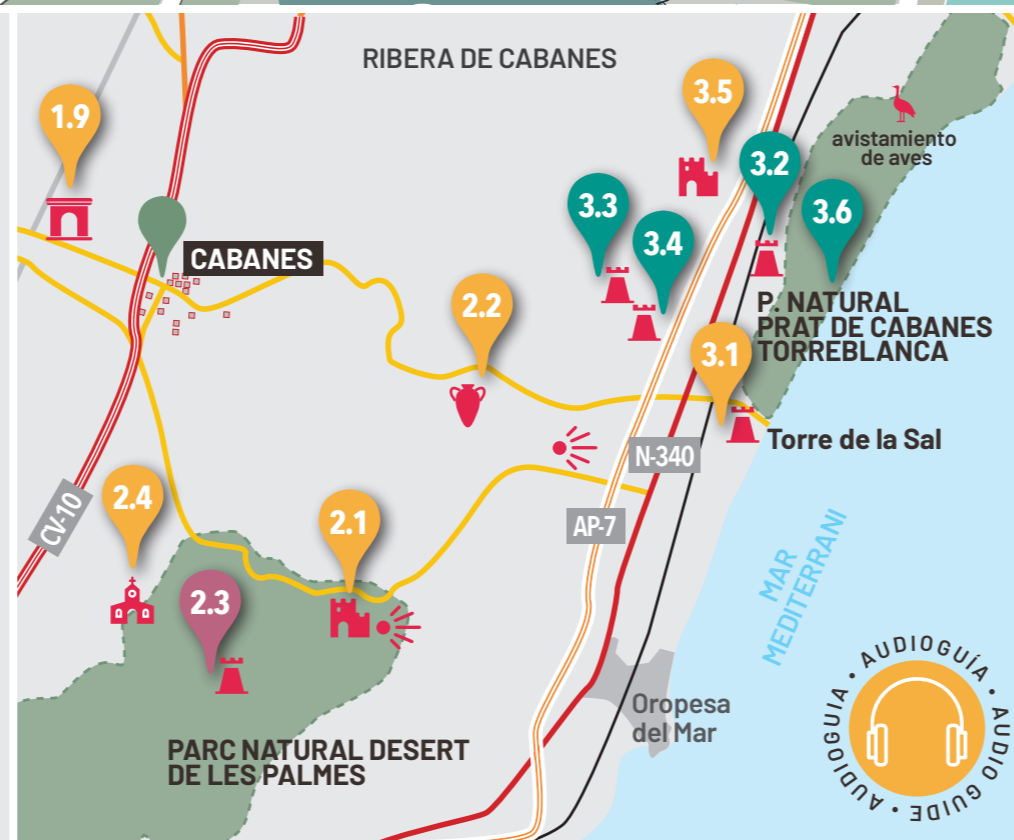 RIBERA DE CABANES
1.9
3.5
avistamiento
de aves
3.2
3.3
3.6
3.4
CABANES
2.2
P. NATURAL
PRAT DE CABANES
TORREBLANCA
3.1
Torre de la Sal
N-340
CV-10
2.4
2.1
AP-7
MAR
MEDITERRANI
2.3
Oropesa
del Mar
PARC NATURAL DESERT
DE LES PALMES
AUDIOGUIA • AUDIOGUÍA • AUDIO GUIDE •